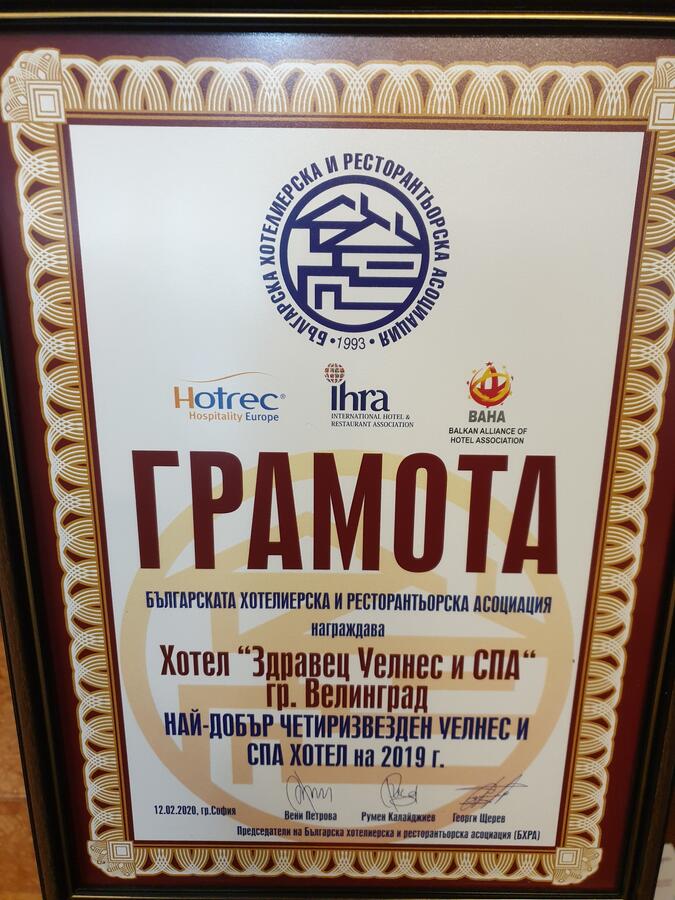 БЪЛГАРСКА ХОТЕЛИЕРСКА И РЕСТОРАНТЬОРСКА АСОЦИАЦИЯ
• 1993 •
Hotrec®
Hospitality Europe
ihra
INTERNATIONAL HOTEL &
RESTAURANT ASSOCIATION
BAHA
BALKAN ALLIANCE OF
HOTEL ASSOCIATION
ГРАМОТА
БЪЛГАРСКАТА ХОТЕЛИЕРСКА И РЕСТОРАНТЬОРСКА АСОЦИАЦИЯ
награждава
Хотел “Здравец Уелнес и СПА“
гр. Велинград
НАЙ-ДОБЪР ЧЕТИРИЗВЕЗДЕН УЕЛНЕС И
СПА ХОТЕЛ на 2019 г.
12.02.2020, гр.София
Вени Петрова Румен Калайджиев Георги Щерев
Председатели на Българска хотелиерска и ресторантьорска асоциация (БХРА)